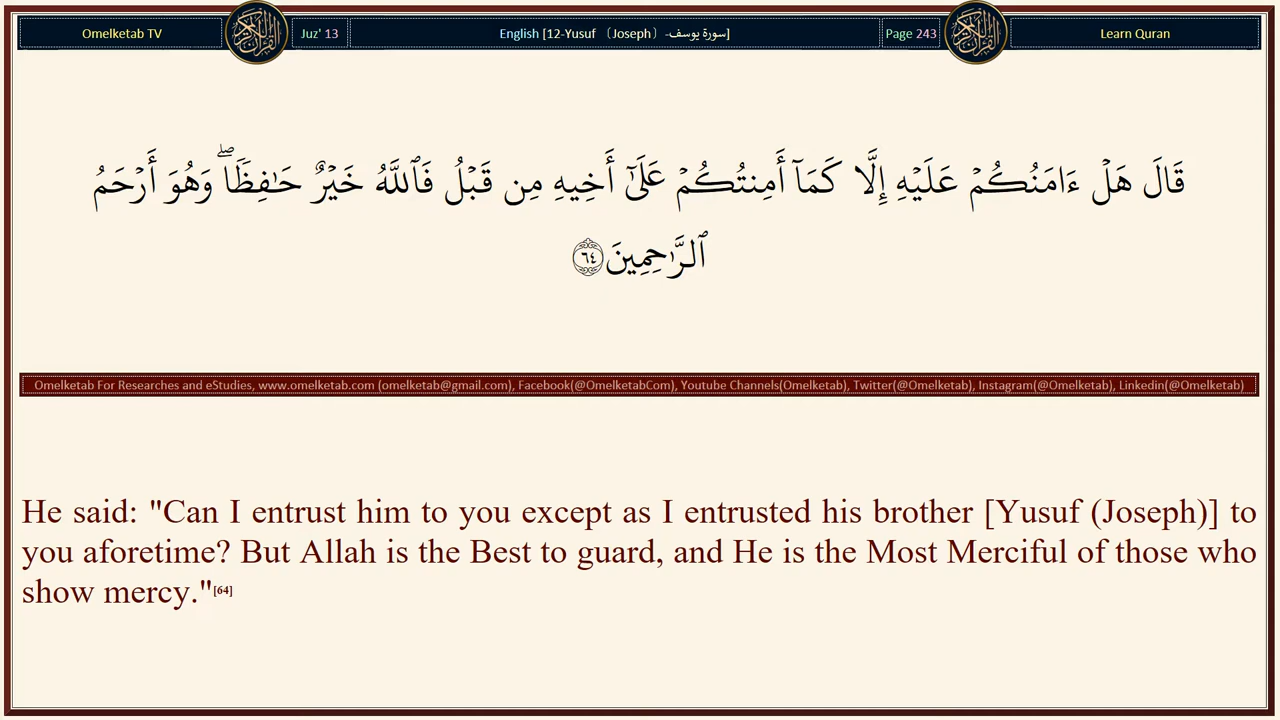 Omelketab TV
Juz' 13
English [12-Yusuf （Joseph） -سورة يوسف]
Page 243
Learn Quran
قَالَ هَلْ ءَامَنُكُمْ عَلَيْهِ إِلَّا كَمَآ أَمِنتُكُمْ عَلَىٰٓ أَخِيهِ مِن قَبْلُ فَٱللَّهُ خَيْرٌ حَـٰفِظًۭا ۖ وَهُوَ أَرْحَمُ
ٱلرَّٰحِمِينَ ٦٤
Omelketab For Researches and eStudies, www.omelketab.com (omelketab@gmail.com), Facebook(@OmelketabCom), Youtube Channels(Omelketab), Twitter(@Omelketab), Instagram(@Omelketab), Linkedin(@Omelketab)
He said: "Can I entrust him to you except as I entrusted his brother [Yusuf (Joseph)] to
you aforetime? But Allah is the Best to guard, and He is the Most Merciful of those who
show mercy."[64]